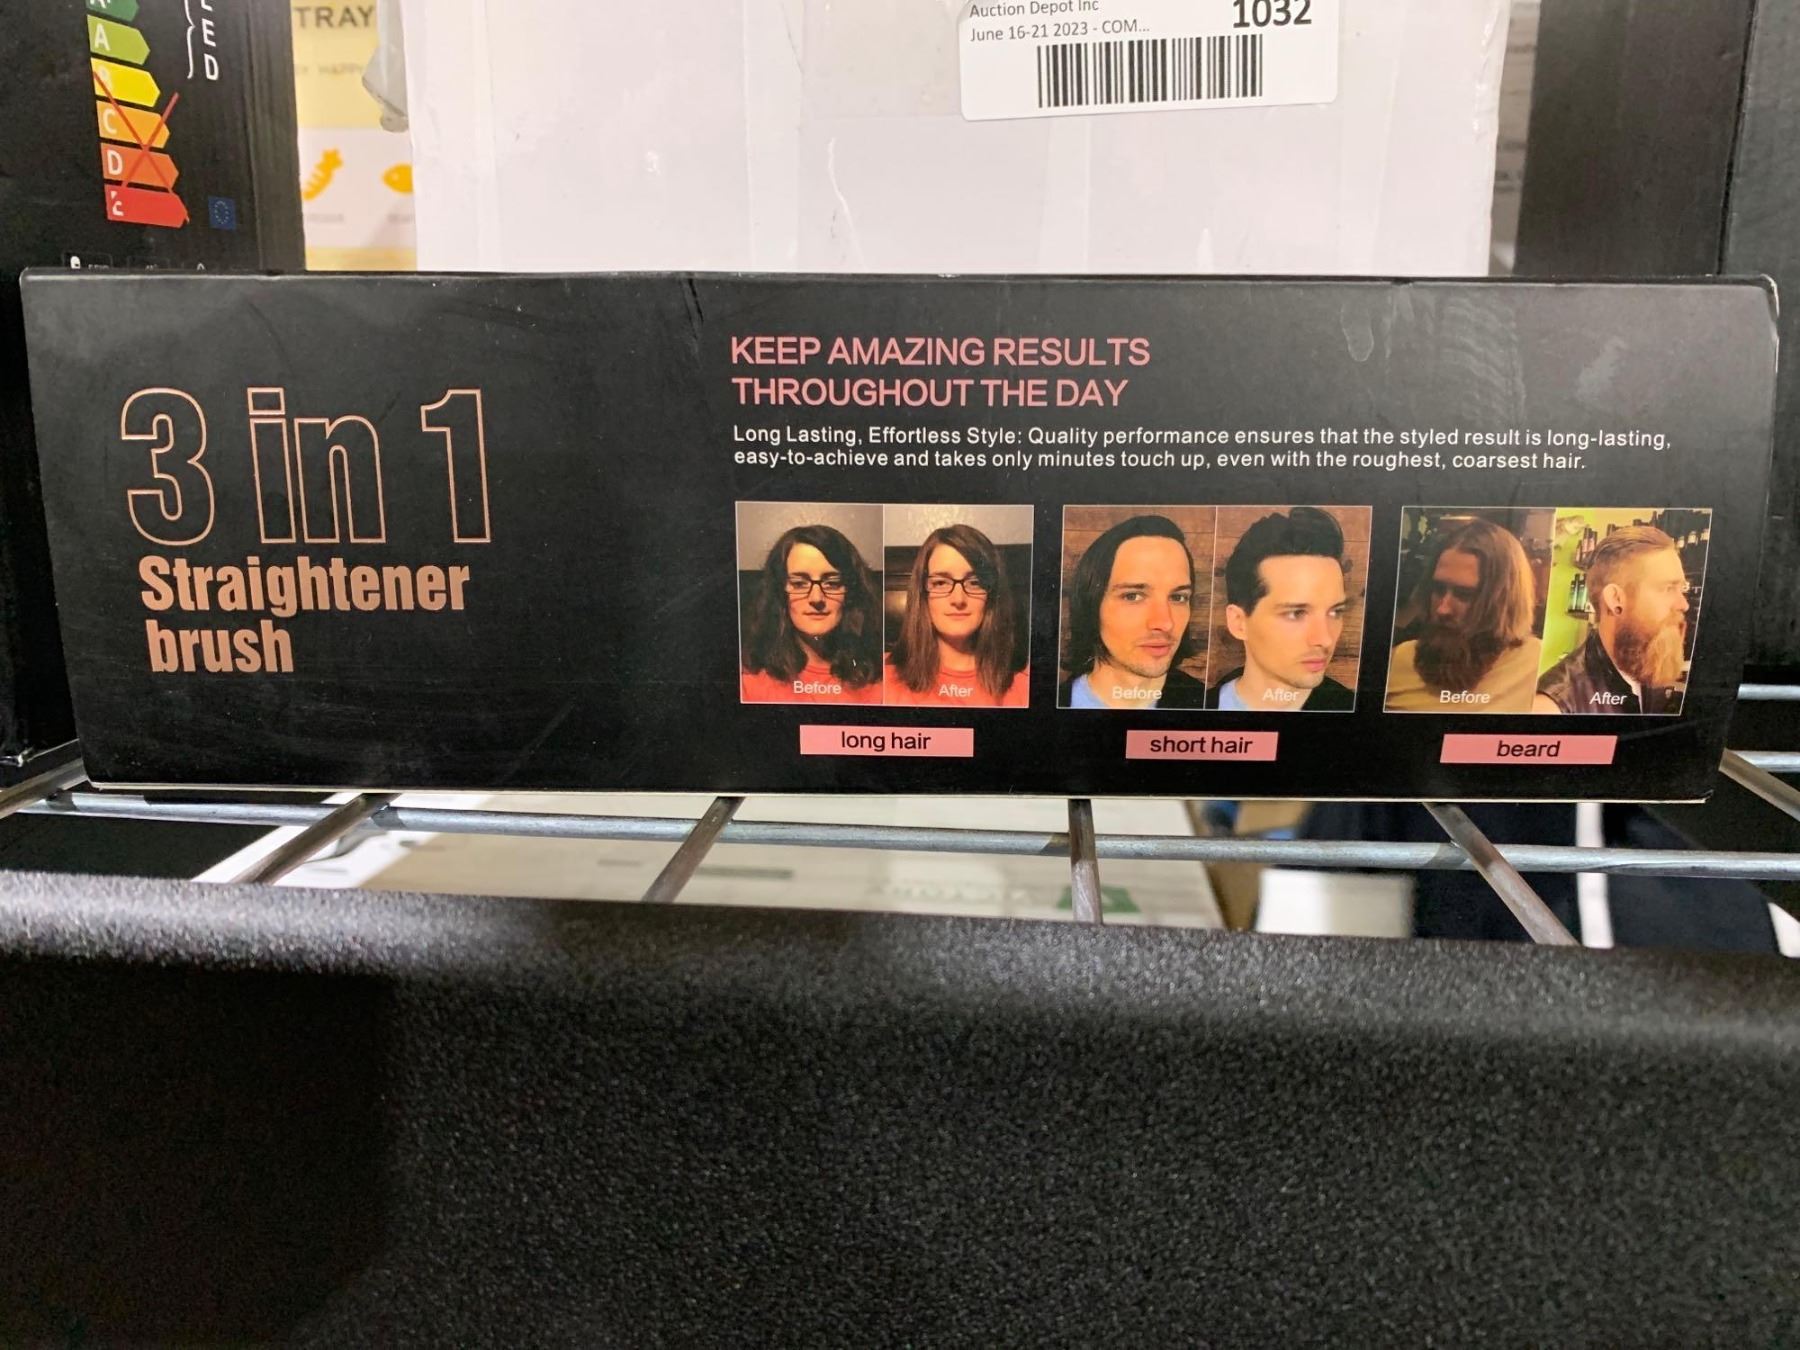 TRAY
A
C
D
L
E
D
Auction Depot Inc
1032
June 16-21 2023 - COM...
3 in 1
Straightener
brush
KEEP AMAZING RESULTS
THROUGHOUT THE DAY
Long Lasting, Effortless Style: Quality performance ensures that the styled result is long-lasting,
easy-to-achieve and takes only minutes touch up, even with the roughest, coarsest hair.
Before
After
Before
After
Before
After
long hair
short hair
beard